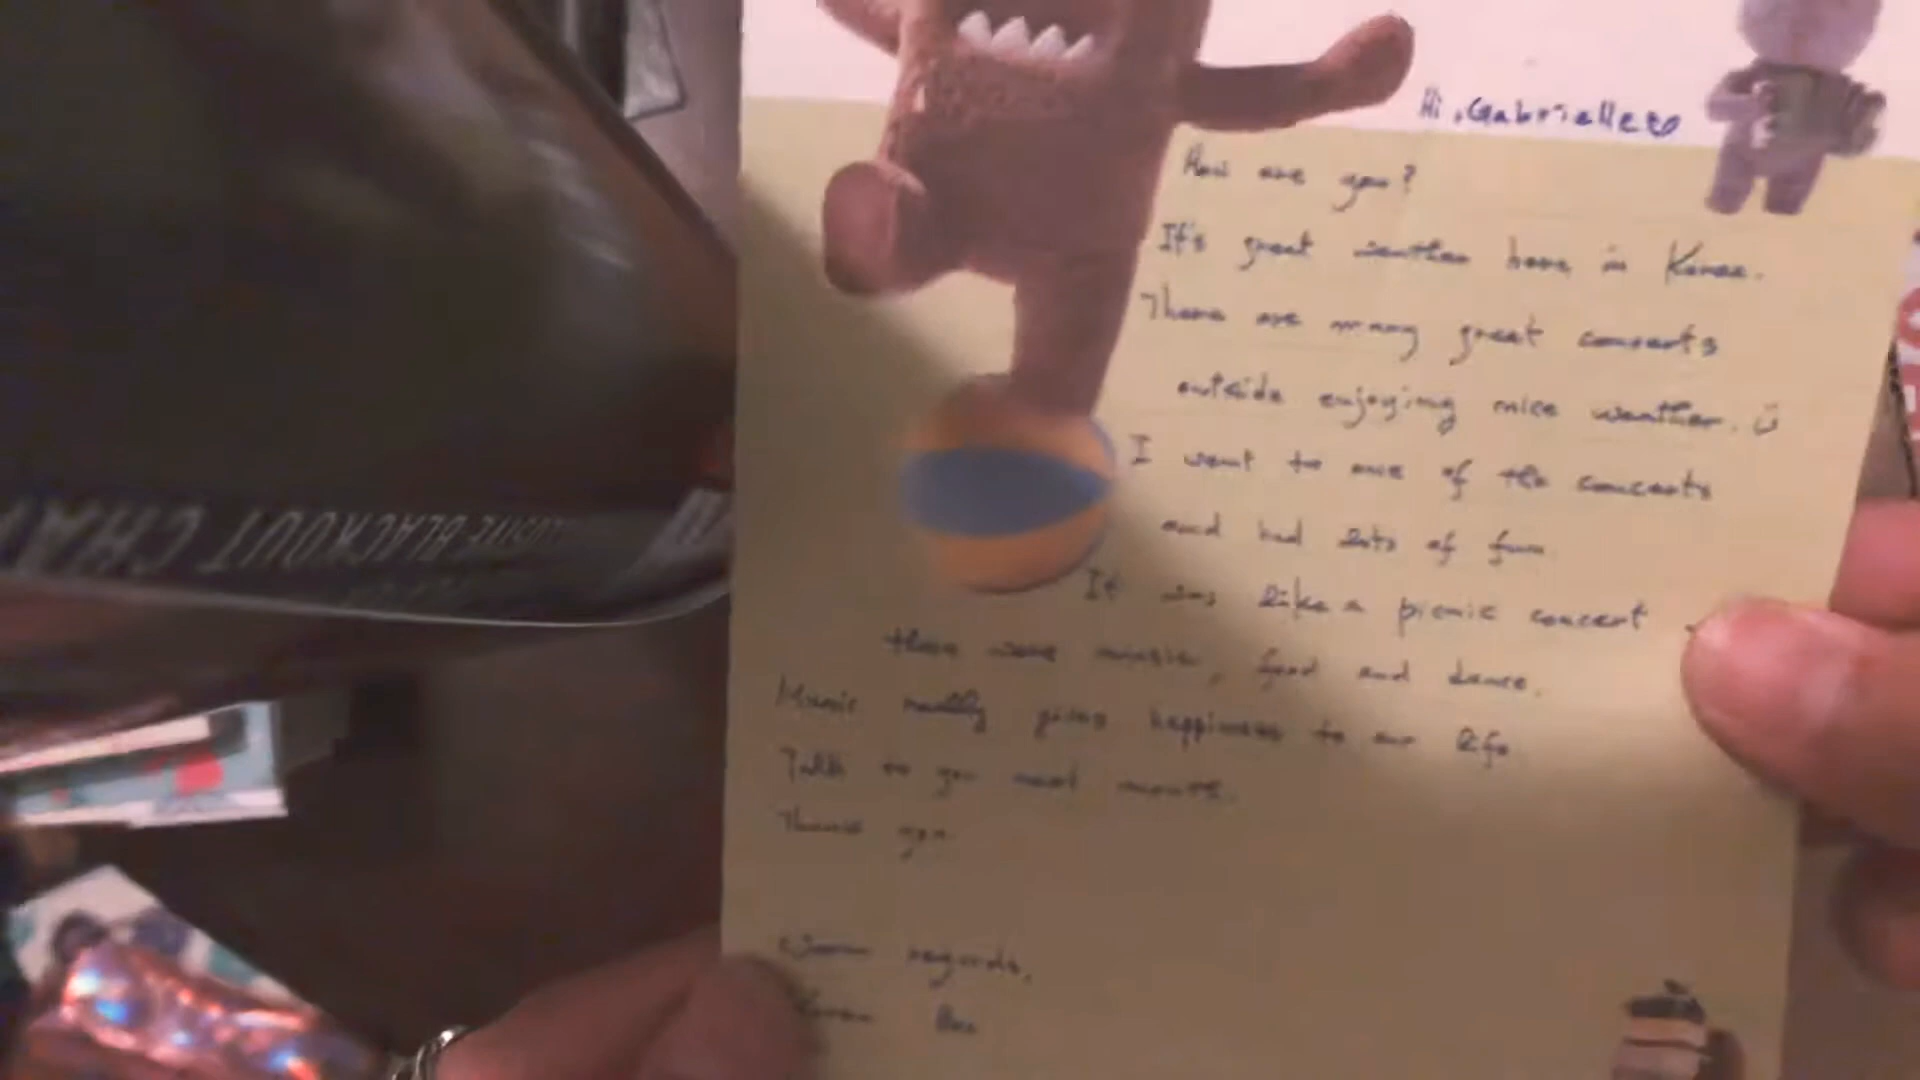 Hi, Gabrielle
How are you?
It's great weather here in Korea.
There are many great concerts
outside enjoying nice weather. ü
I went to one of the concerts
and had lots of fun.
It was like a picnic concert
there were music, food and dance.
Music really gives happiness to our life
Talk to you next month.
Thank you.
Warm regards,
BLACKOUT